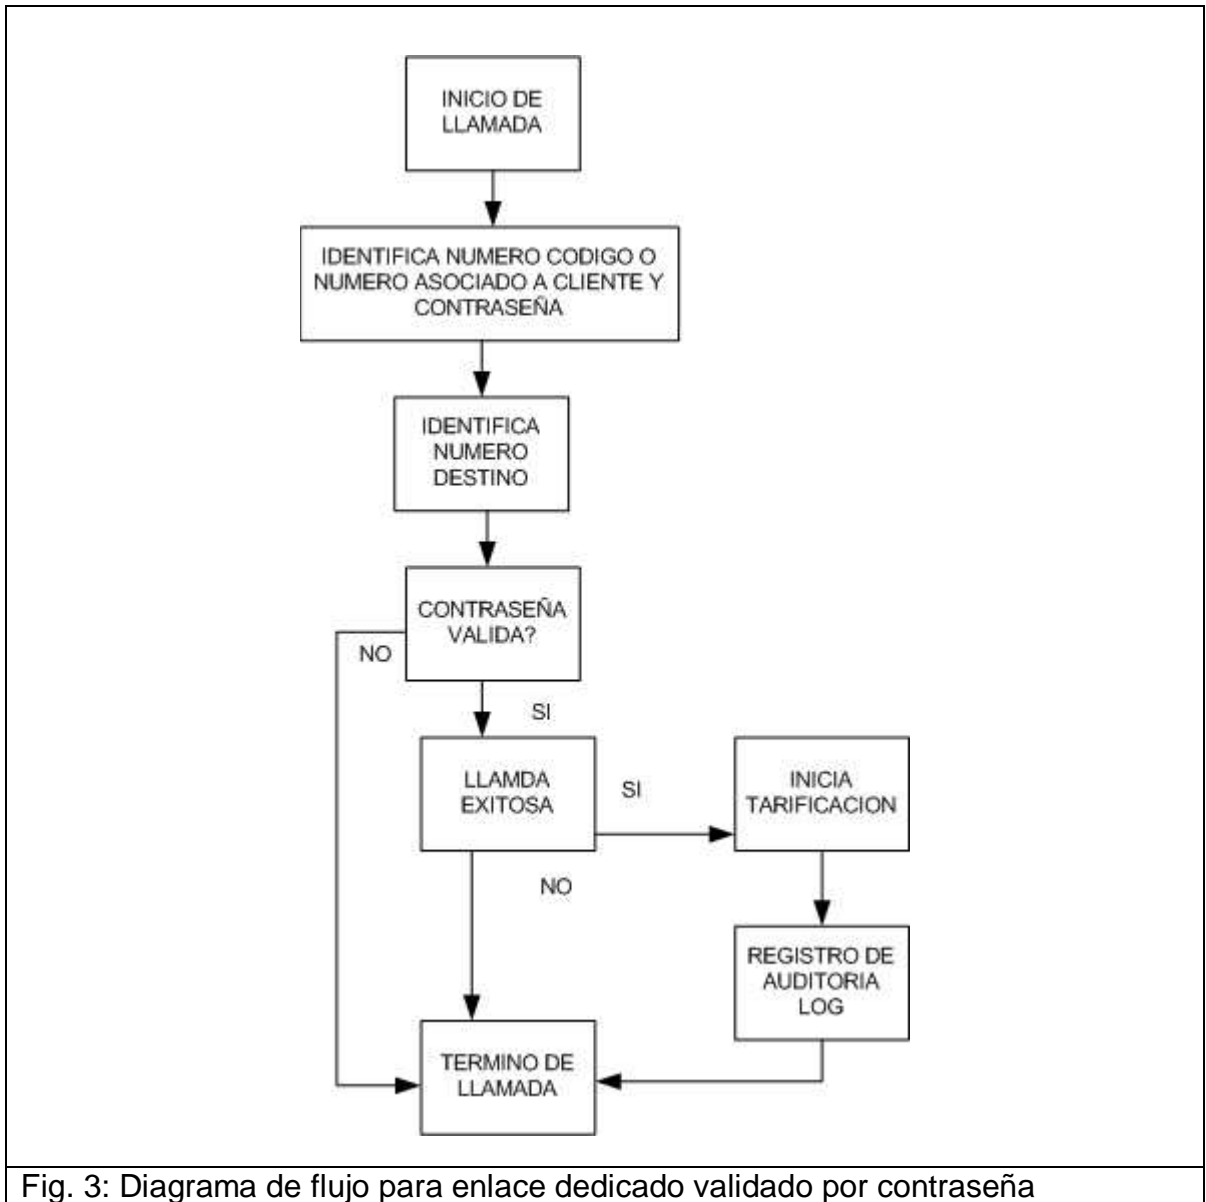 INICIO DE
LLAMADA
IDENTIFICA NUMERO CODIGO O
NUMERO ASOCIADO A CLIENTE Y
CONTRASEÑA
IDENTIFICA
NUMERO
DESTINO
CONTRASEÑA
VALIDA?
NO
SI
LLAMDA
EXITOSA
SI
INICIA
TARIFICACION
NO
REGISTRO DE
AUDITORIA
LOG
TERMINO DE
LLAMADA
Fig. 3: Diagrama de flujo para enlace dedicado validado por contraseña